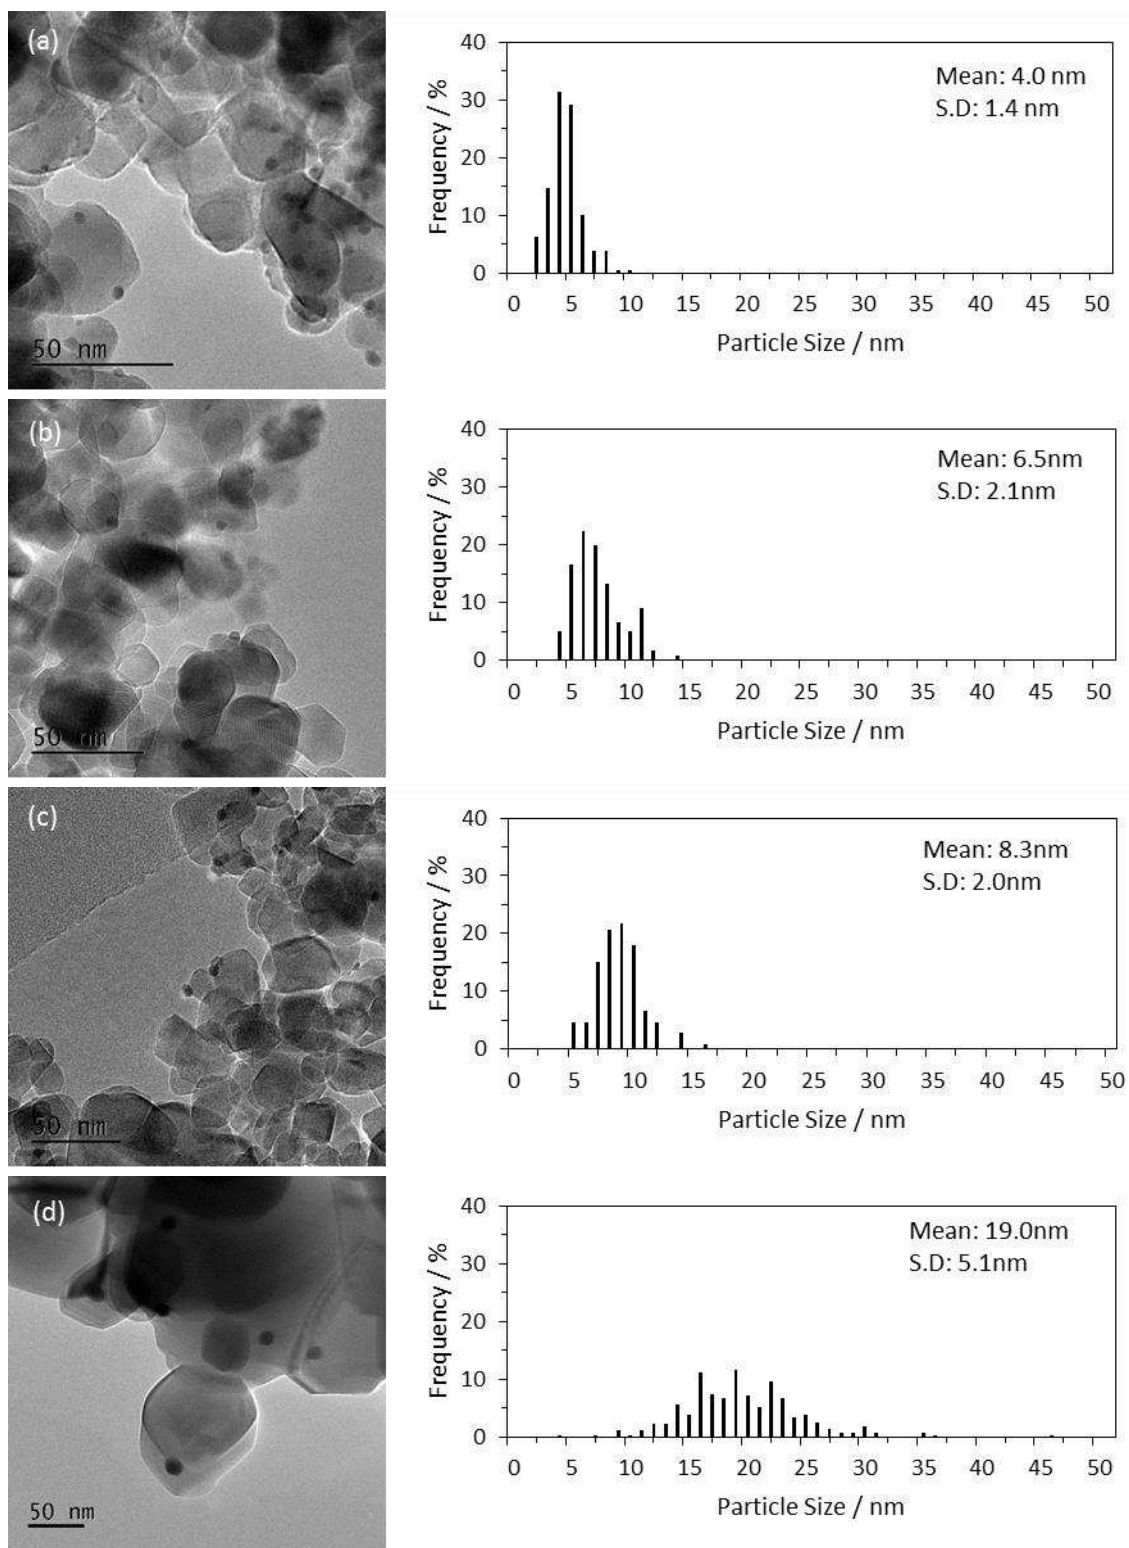 (a)
50 nm
Frequency / %
40
30
20
10
0
Mean: 4.0 nm
S.D: 1.4 nm
0 5 10 15 20 25 30 35 40 45 50
Particle Size / nm
(b)
50 nm
Frequency / %
40
30
20
10
0
Mean: 6.5nm
S.D: 2.1nm
0 5 10 15 20 25 30 35 40 45 50
Particle Size / nm
(c)
50 nm
Frequency / %
40
30
20
10
0
Mean: 8.3nm
S.D: 2.0nm
0 5 10 15 20 25 30 35 40 45 50
Particle Size / nm
(d)
50 nm
Frequency / %
40
30
20
10
0
Mean: 19.0nm
S.D: 5.1nm
0 5 10 15 20 25 30 35 40 45 50
Particle Size / nm